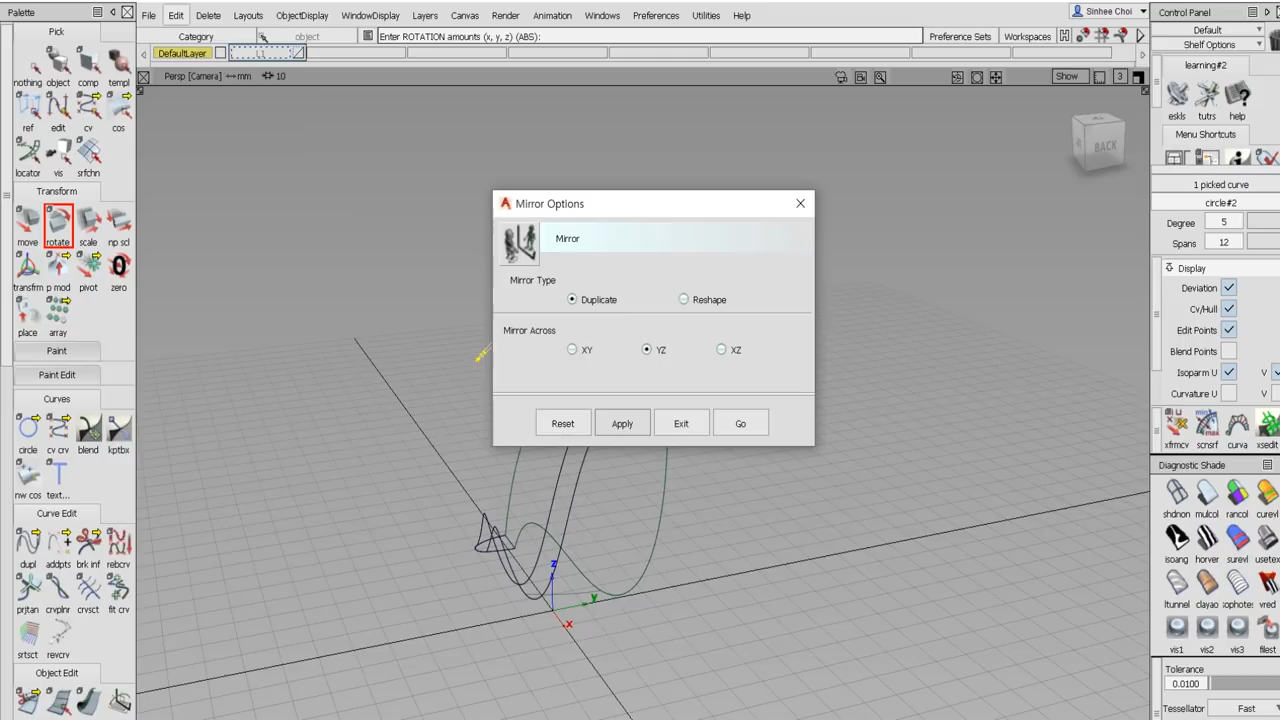 Palette
File Edit Delete Layouts ObjectDisplay WindowDisplay Layers Canvas Render Animation Windows Preferences Utilities Help
Sinhee Choi
Control Panel
Category object Enter ROTATION amounts (x, y, z) (ABS): Preference Sets Workspaces
Default
Shelf Options
DefaultLayer L1
Persp [Camera] mm 10 Show 3
Pick
nothing object comp templ
ref edit cv cos
locator vis srfchn
Transform
move rotate scale np scl
transfrm p mod pivot zero
place array
Paint
Paint Edit
Curves
circle cv crv blend kptbx
nw cos text...
Curve Edit
dupl addpts brk inf rebcrv
prjtan crvplnr crvsct fit crv
srtsct revcrv
Object Edit
BACK
Mirror Options
Mirror
Mirror Type
Duplicate Reshape
Mirror Across
XY YZ XZ
Reset Apply Exit Go
z
y
x
learning#2
eskls tutrs help
Menu Shortcuts
1 picked curve
circle#2
Degree 5
Spans 12
Display
Deviation
Cv/Hull
Edit Points
Blend Points
Isoparm U V
Curvature U V
xfrmcv scnsrf curva xsedit
Diagnostic Shade
shdnon mulcol rancol curevl
isoang horver surevl usetex
ltunnel clayao sophotes vred
vis1 vis2 vis3 filest
Tolerance
0.0100
Tessellator Fast